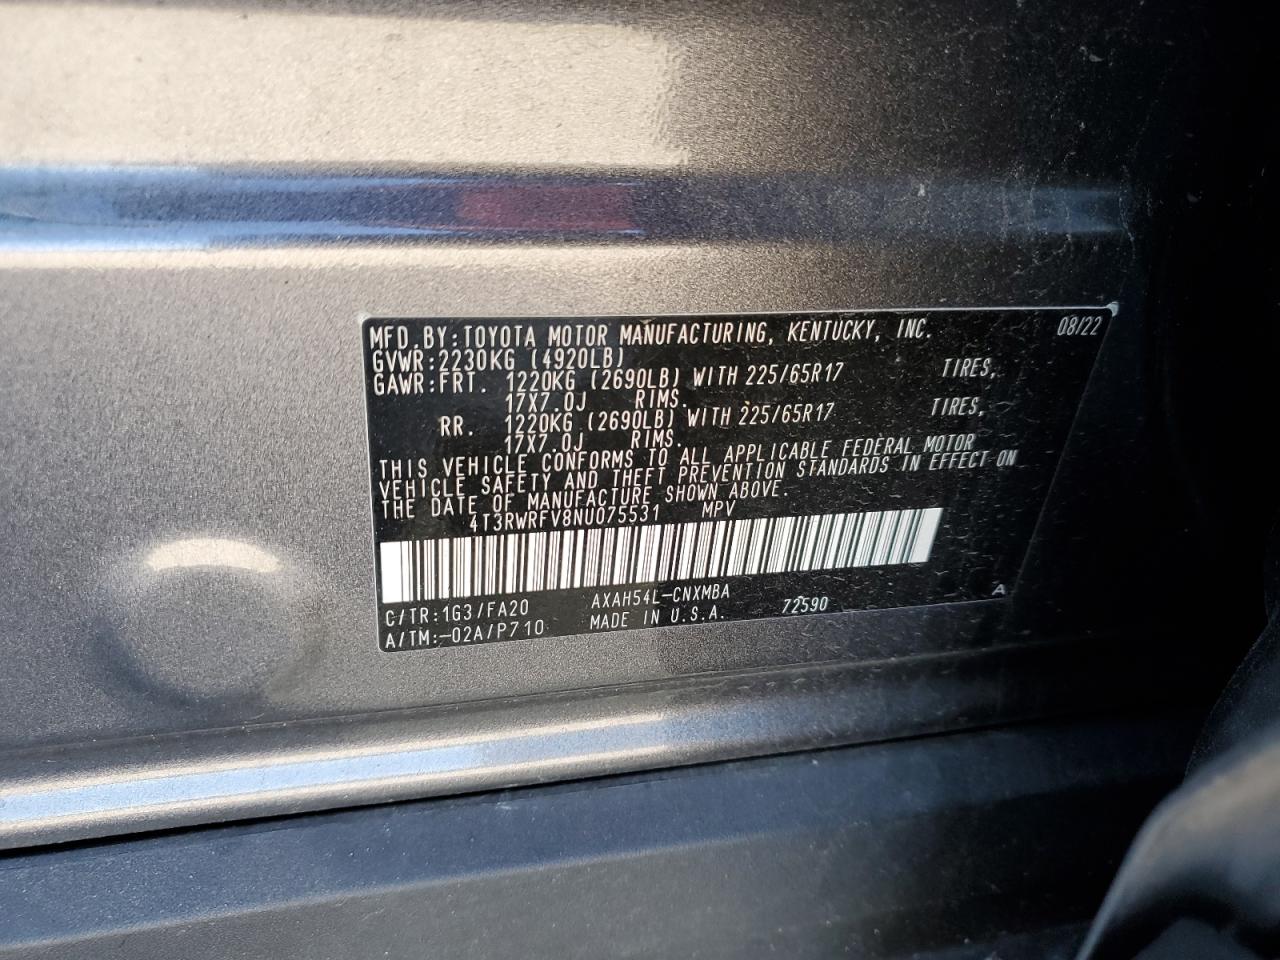 MFD.BY:TOYOTA MOTOR MANUFACTURING, KENTUCKY, INC. 08/22
GVWR:2230KG (4920LB)
GAWR:FRT. 1220KG (2690LB) WITH 225/65R17 TIRES,
17X7.0J RIMS.
RR. 1220KG (2690LB) WITH 225/65R17 TIRES,
17X7.0J RIMS.
THIS VEHICLE CONFORMS TO ALL APPLICABLE FEDERAL MOTOR
VEHICLE SAFETY AND THEFT PREVENTION STANDARDS IN EFFECT ON
THE DATE OF MANUFACTURE SHOWN ABOVE.
4T3RWRFV8NU075531 MPV
C/TR:1G3/FA20 AXAH54L-CNXMBA 72590 A
A/TM:-02A/P710 MADE IN U.S.A.